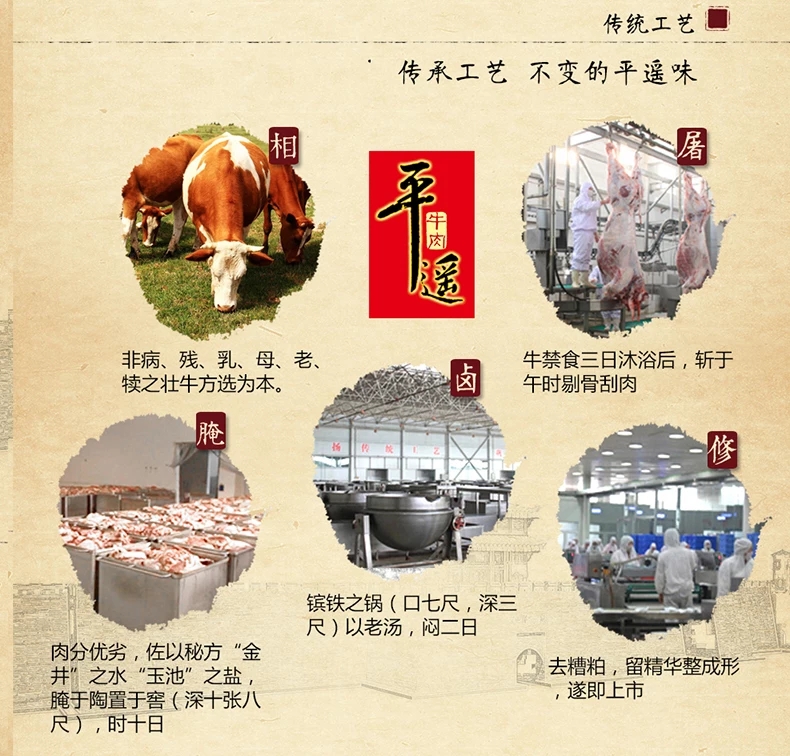 传统工艺
传承工艺 不变的平遥味
相
平遥
牛肉
屠
非病、残、乳、母、老、
犊之壮牛方选为本。
牛禁食三日沐浴后，斩于
午时剔骨刮肉
腌
卤
扬 传 统 工 艺
修
镔铁之锅（口七尺，深三
尺）以老汤，闷二日
肉分优劣，佐以秘方“金
井”之水“玉池”之盐，
腌于陶置于窖（深十张八
尺），时十日
去糟粕，留精华整成形
，遂即上市